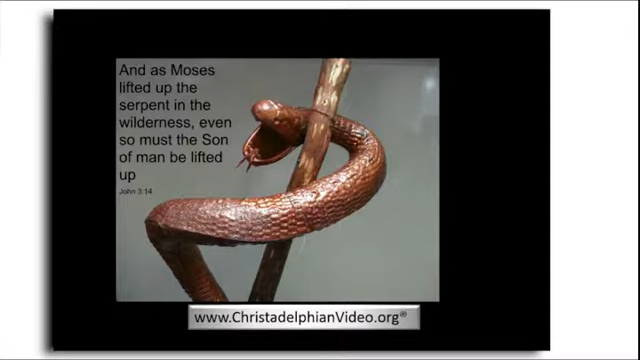 And as Moses
lifted up the
serpent in the
wilderness, even
so must the Son
of man be lifted
up
John 3:14
www.ChristadelphianVideo.org®